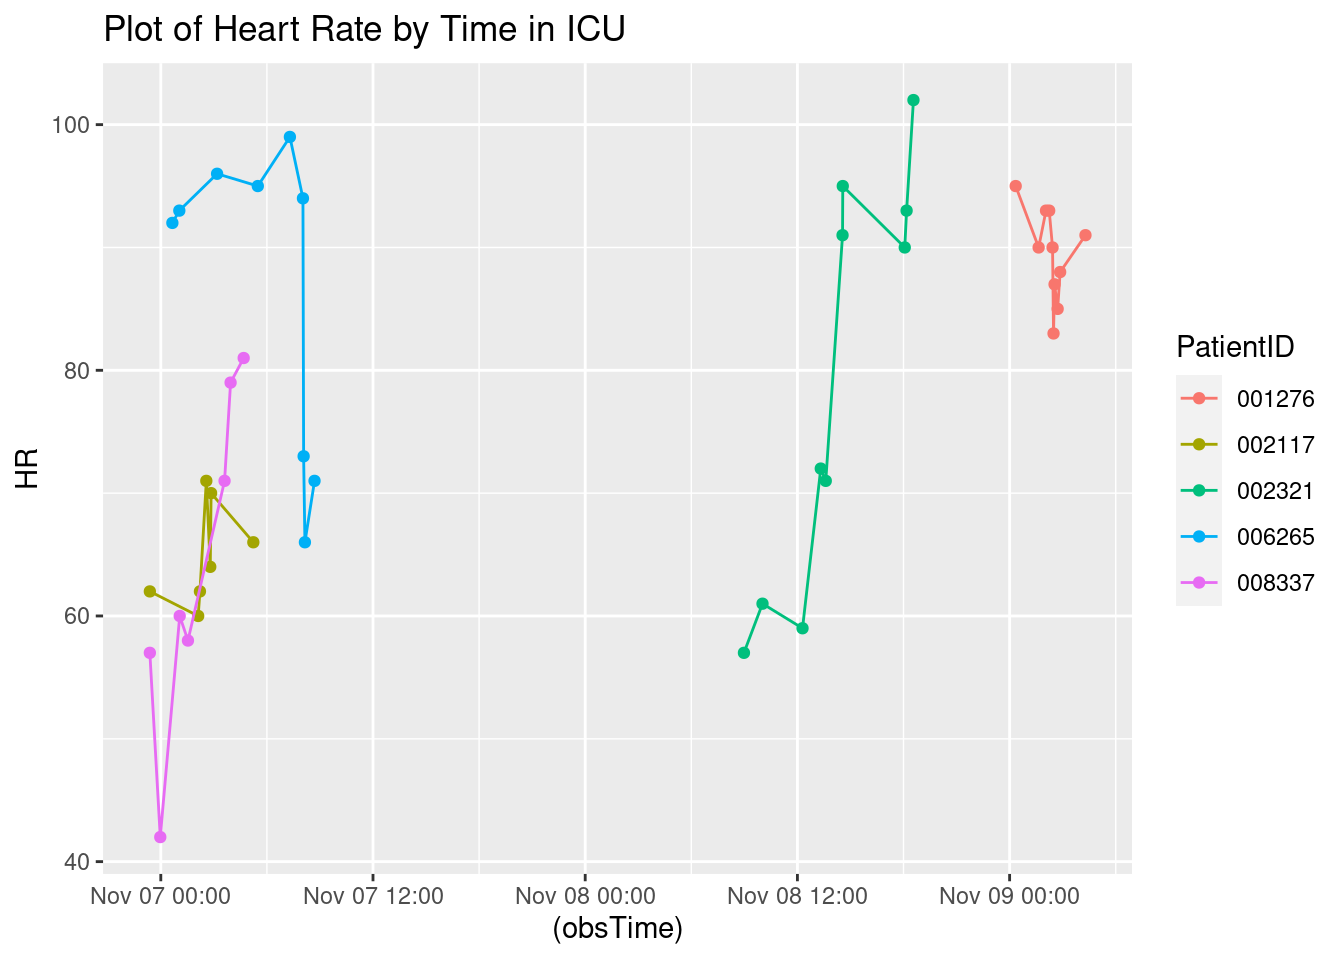 Plot of Heart Rate by Time in ICU
100
80
60
40
HR
Nov 07 00:00 Nov 07 12:00 Nov 08 00:00 Nov 08 12:00 Nov 09 00:00
(obsTime)
PatientID
001276
002117
002321
006265
008337